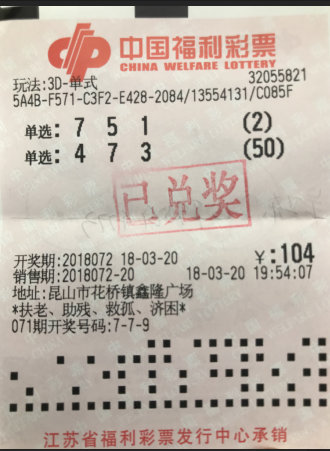 中国福利彩票
CHINA WELFARE LOTTERY
玩法:3D-单式 32055821
5A4B-F571-C3F2-E428-2084/13554131/C085F
单选: 7 5 1 (2)
单选: 4 7 3 (50)
已兑奖
开奖期:2018072 18-03-20 ¥:104
销售期:2018072-20 18-03-20 19:54:07
地址:昆山市花桥镇鑫隆广场
*扶老、助残、救孤、济困*
071期开奖号码:7-7-9
江苏省福利彩票发行中心承销